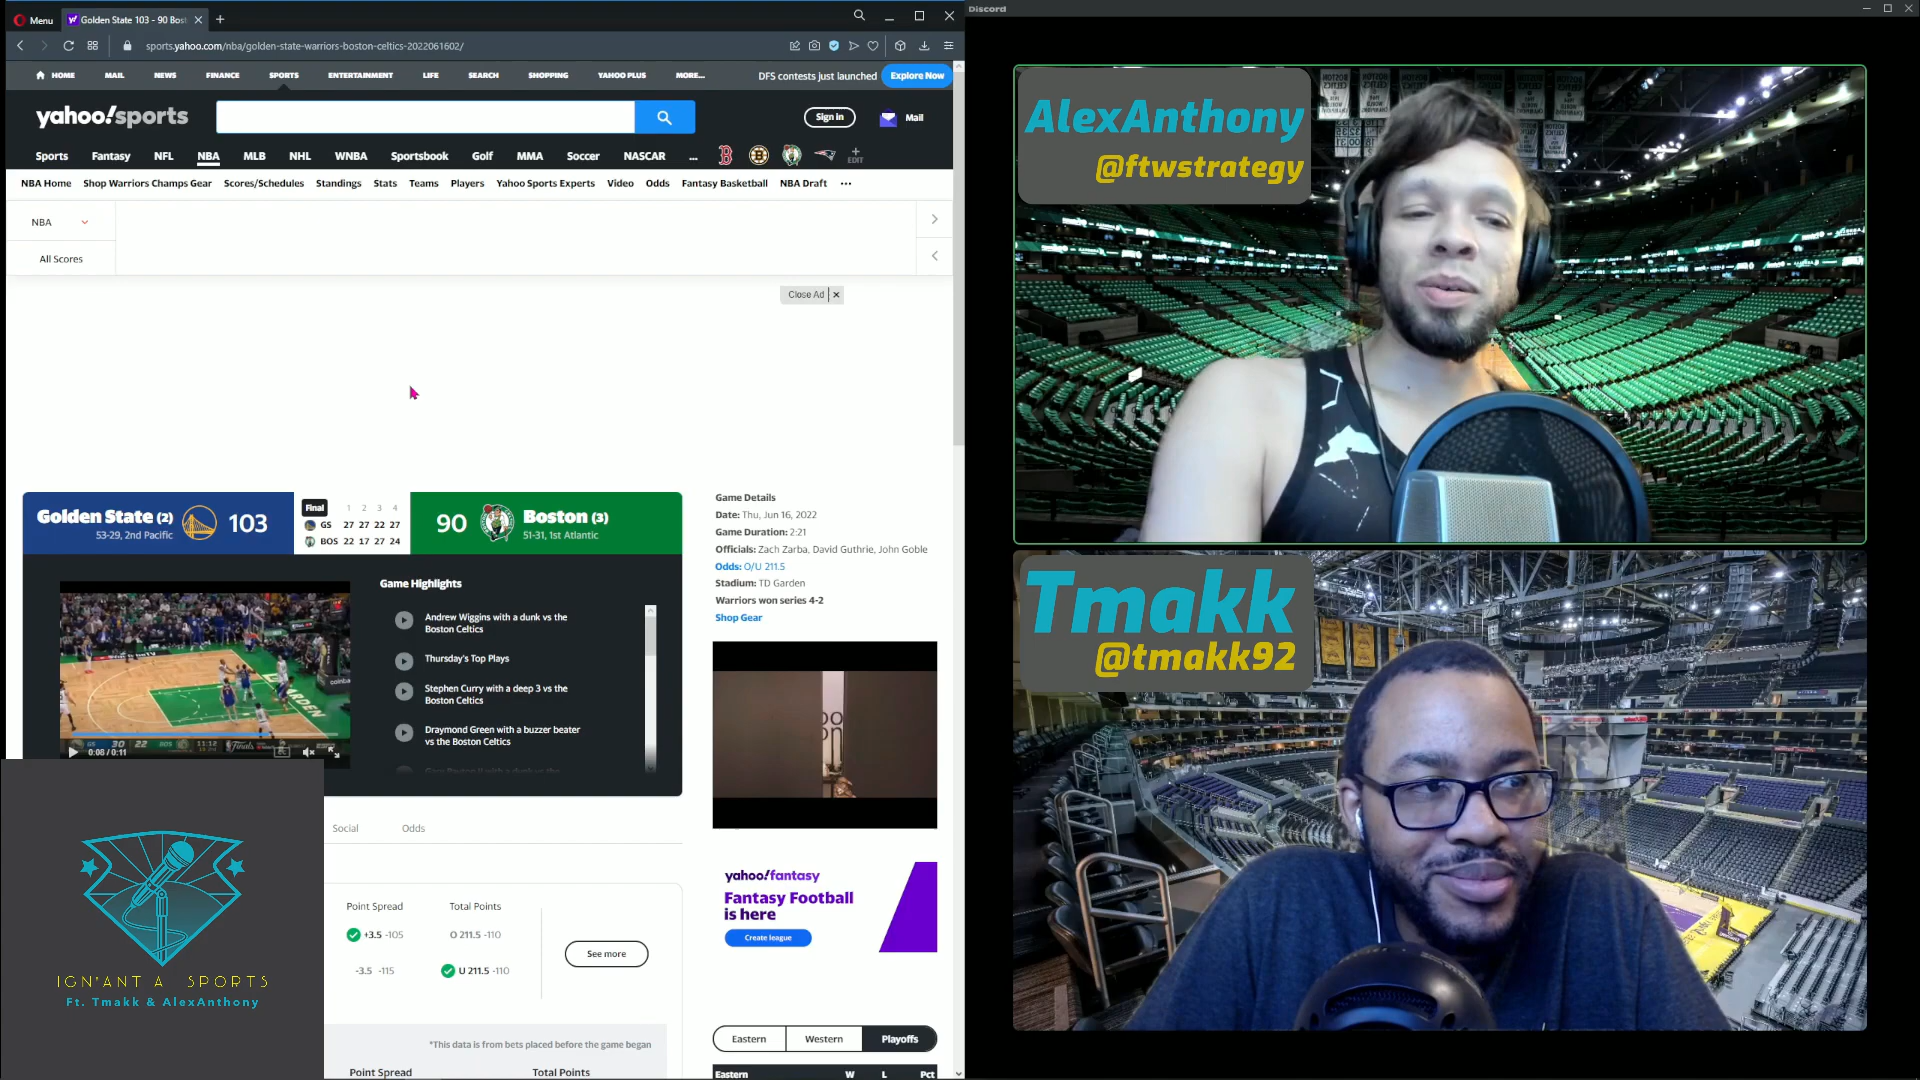 Menu
Golden State 103 - 90 Bost
sports.yahoo.com/nba/golden-state-warriors-boston-celtics-2022061602/
HOME MAIL NEWS FINANCE SPORTS ENTERTAINMENT LIFE SEARCH SHOPPING YAHOO PLUS MORE...
DFS contests just launched Explore Now
yahoo!sports
Sign in
Mail
Sports Fantasy NFL NBA MLB NHL WNBA Sportsbook Golf MMA Soccer NASCAR ... EDIT
NBA Home Shop Warriors Champs Gear Scores/Schedules Standings Stats Teams Players Yahoo Sports Experts Video Odds Fantasy Basketball NBA Draft ...
NBA
All Scores
Close Ad
Golden State (2)
53-29, 2nd Pacific
103
Final 1 2 3 4
GS 27 27 22 27
BOS 22 17 27 24
90
Boston (3)
51-31, 1st Atlantic
Game Highlights
Andrew Wiggins with a dunk vs the
Boston Celtics
Thursday's Top Plays
Stephen Curry with a deep 3 vs the
Boston Celtics
Draymond Green with a buzzer beater
vs the Boston Celtics
GS 30 22 BOS 11:12 Finals
0:08 / 0:11
Game Details
Date: Thu, Jun 16, 2022
Game Duration: 2:21
Officials: Zach Zarba, David Guthrie, John Goble
Odds: O/U 211.5
Stadium: TD Garden
Warriors won series 4-2
Shop Gear
Social Odds
Point Spread Total Points
+3.5 -105 O 211.5 -110
-3.5 -115 U 211.5 -110
See more
*This data is from bets placed before the game began
Point Spread Total Points
yahoo!fantasy
Fantasy Football
is here
Create league
Eastern Western Playoffs
Eastern W L Pct
IGN'ANT A SPORTS
Ft. Tmakk & AlexAnthony
Discord
AlexAnthony
@ftwstrategy
Tmakk
@tmakk92